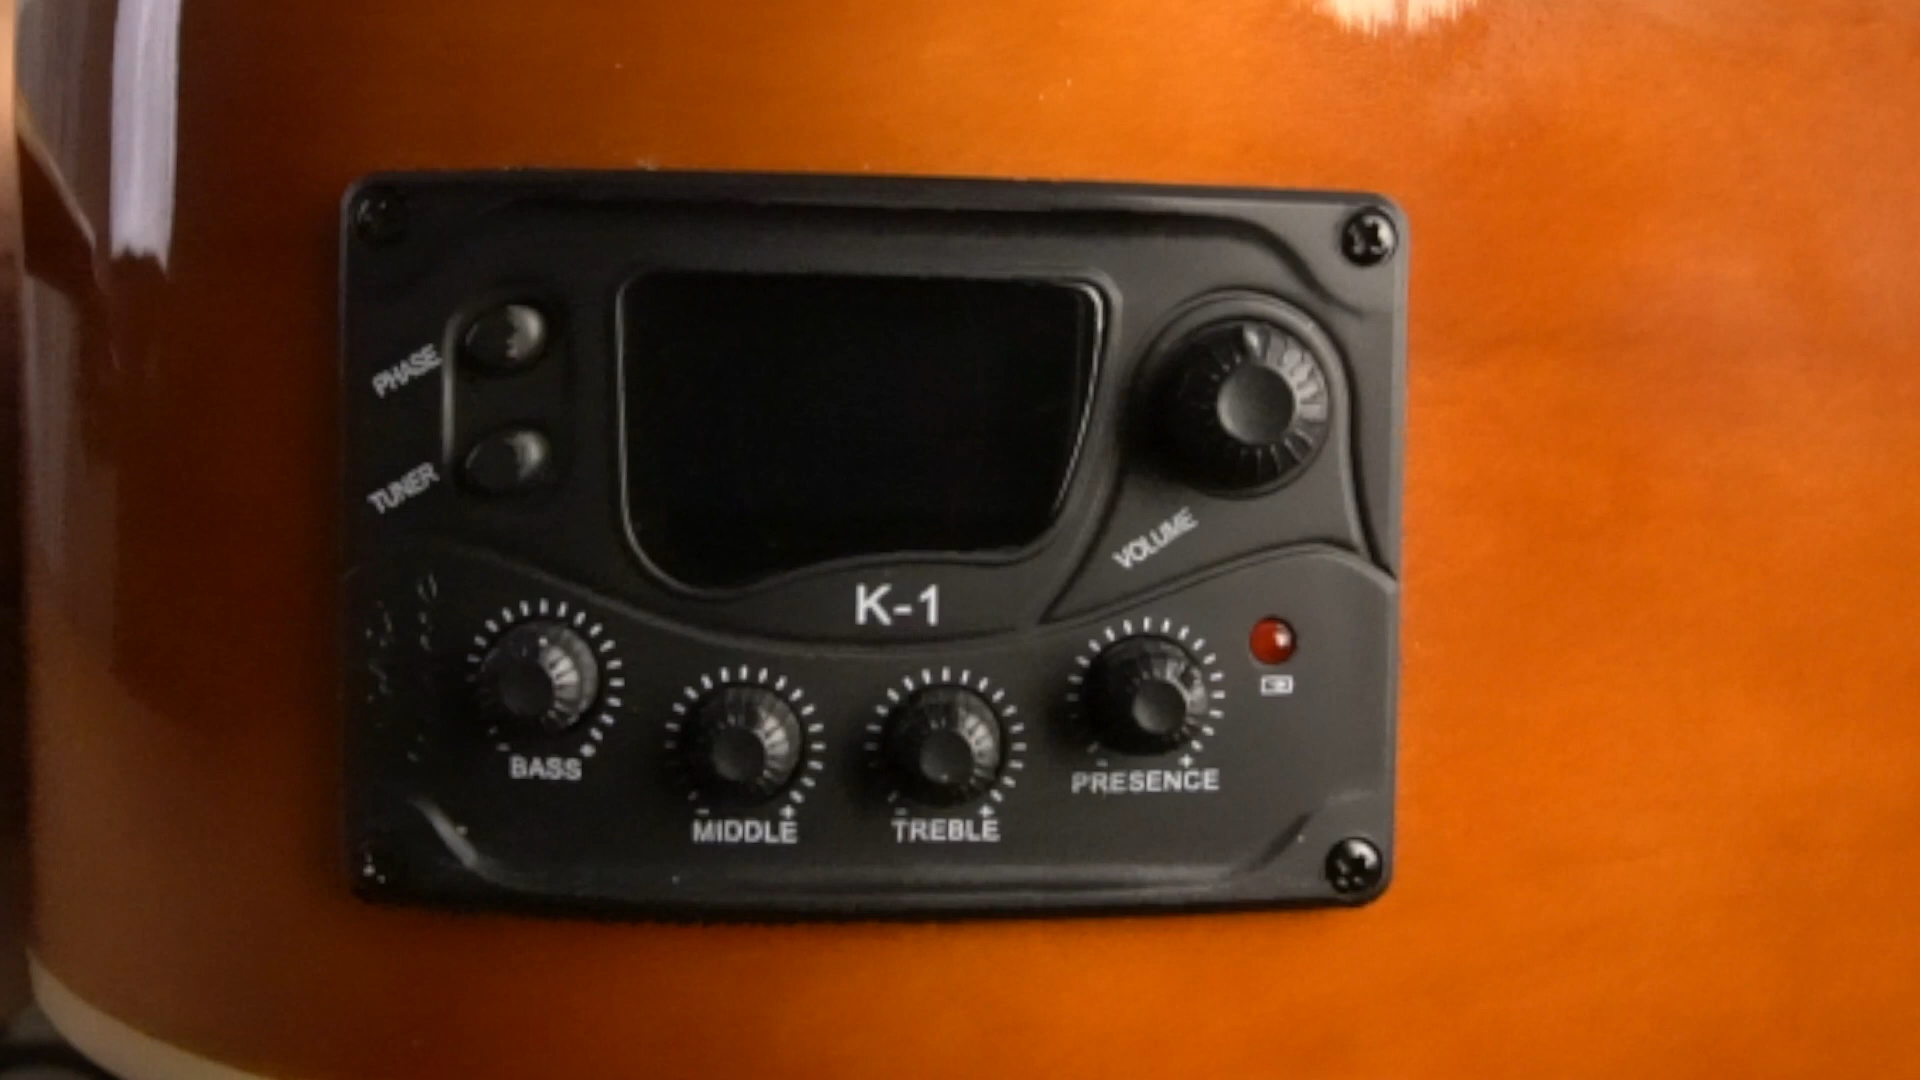 PHASE
TUNER
VOLUME
K-1
- + BASS
- + MIDDLE
- + TREBLE
- + PRESENCE